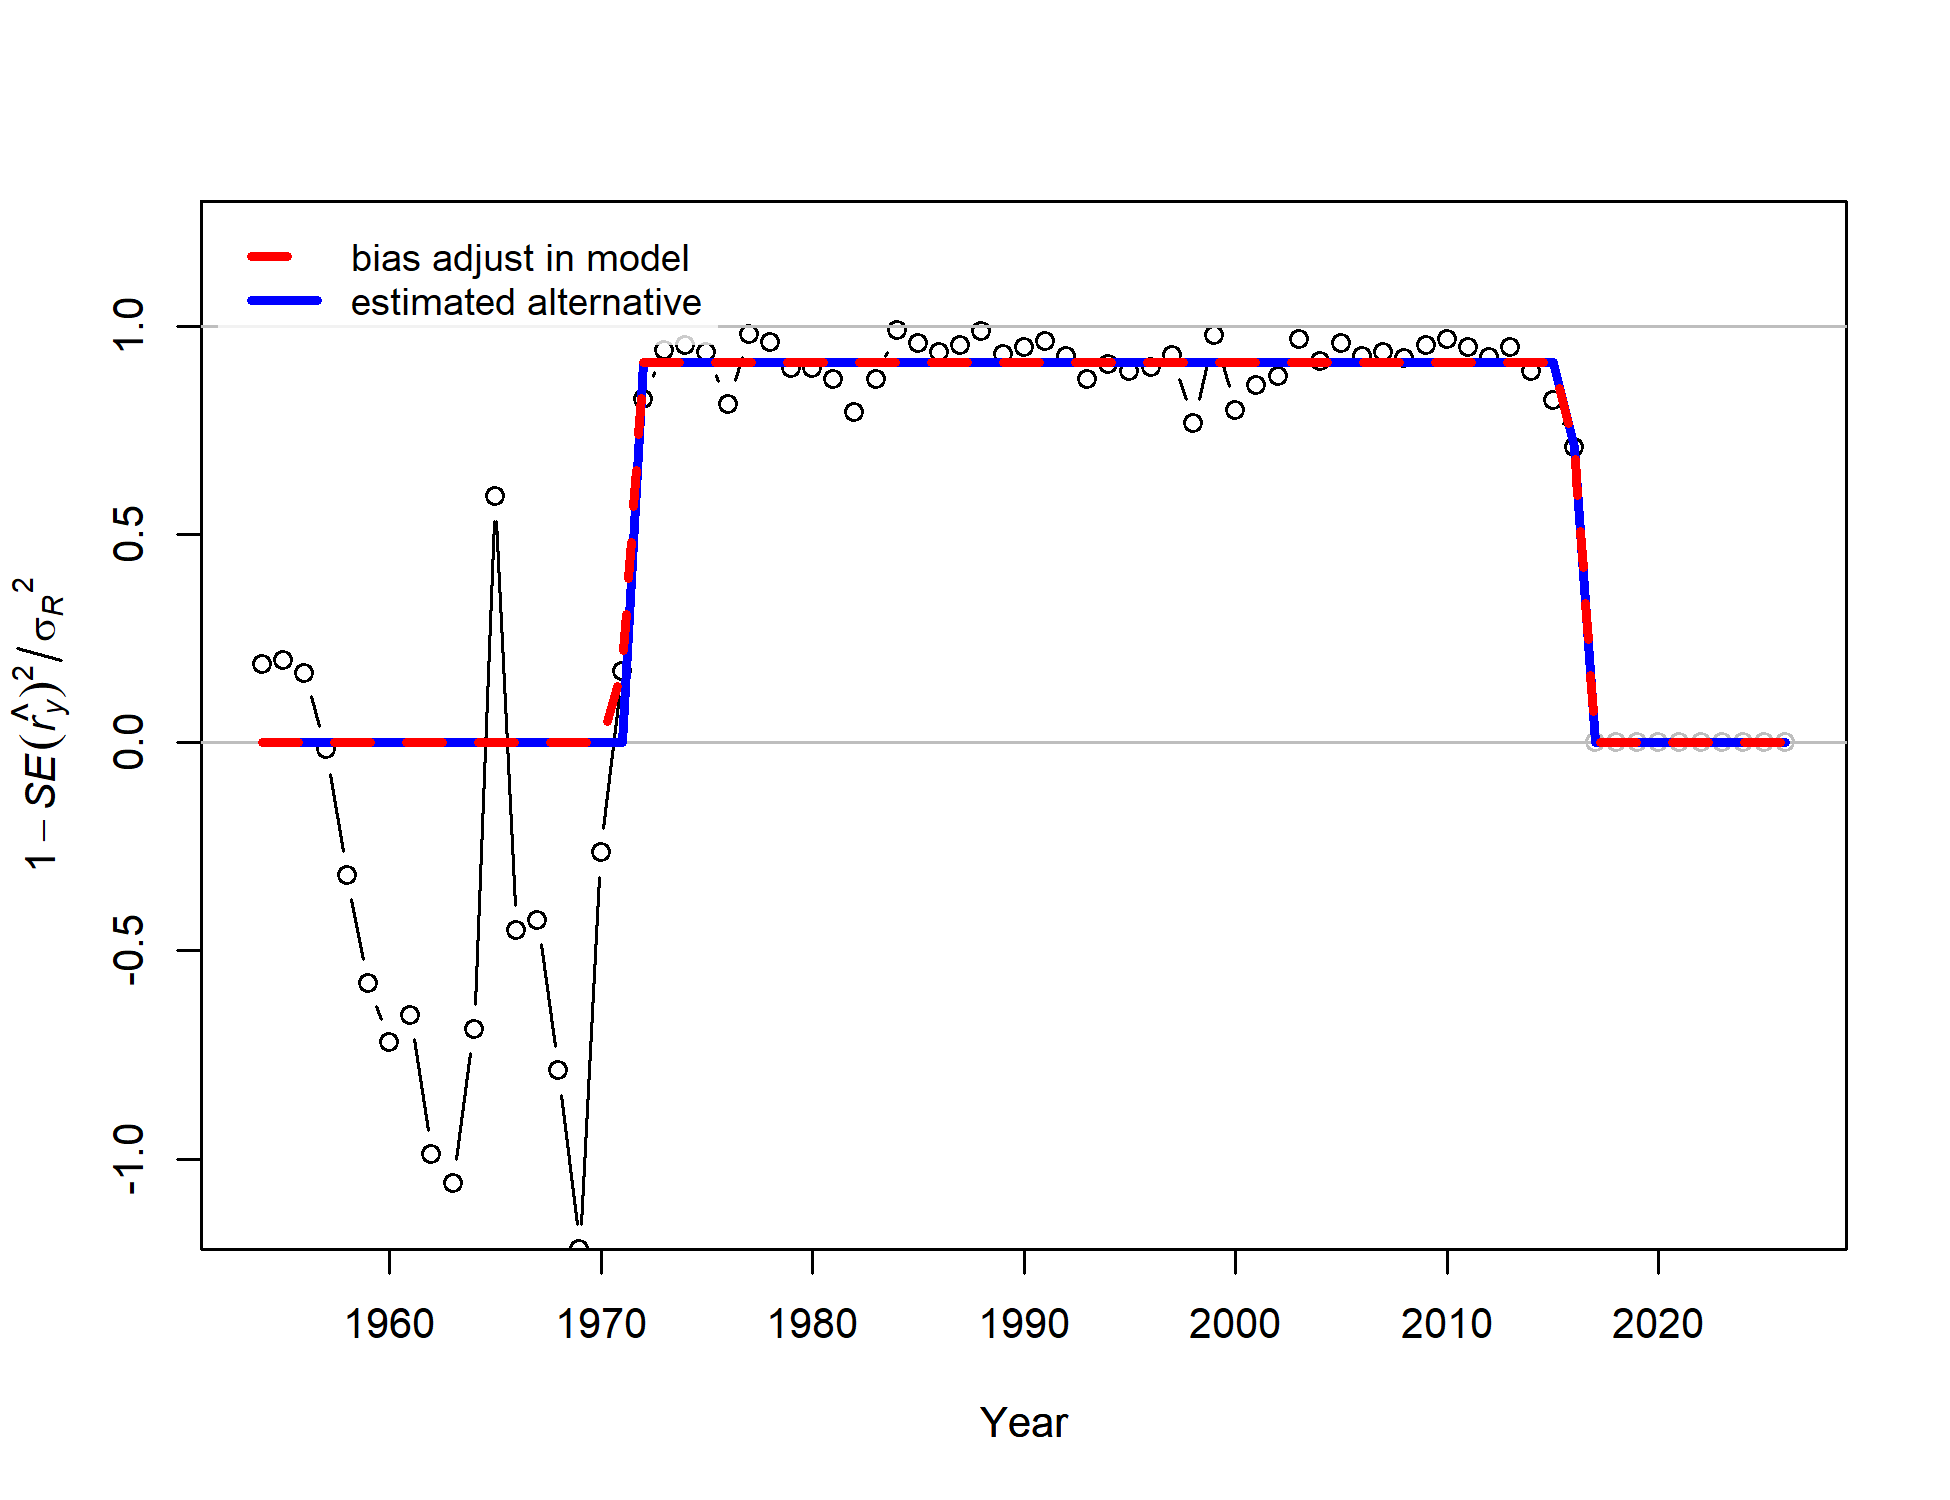 bias adjust in model
estimated alternative
1.0
0.5
0.0
-0.5
-1.0
1 − SE(r̂y)² / σR²
1960 1970 1980 1990 2000 2010 2020
Year